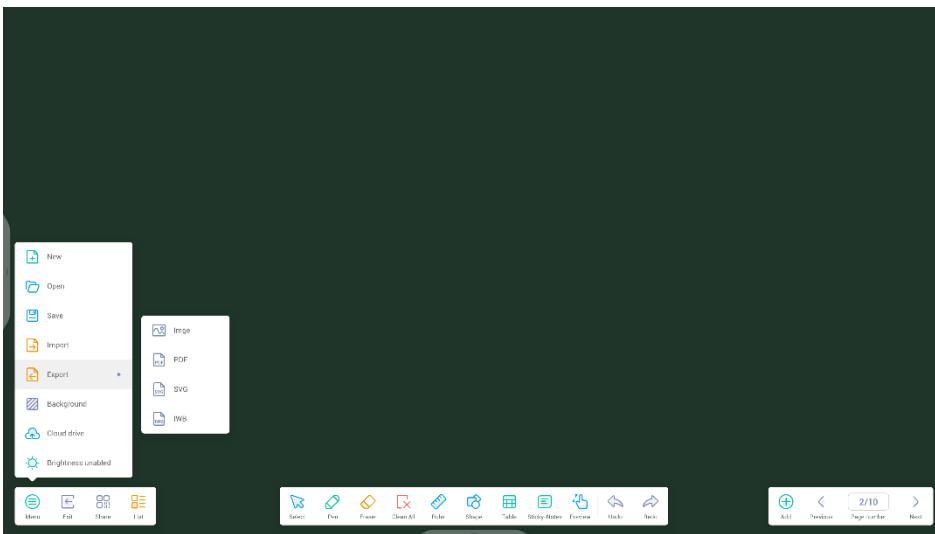 New
Open
Save
Import
Export
Background
Cloud drive
Brightness unabled
Imge
PDF
SVG
IWB
Menu Exit Share List
Select Pen Eraser Clean All Ruler Shape Table Sticky-Notes Preview Undo Redo
2/10
Add Previous Page number Next